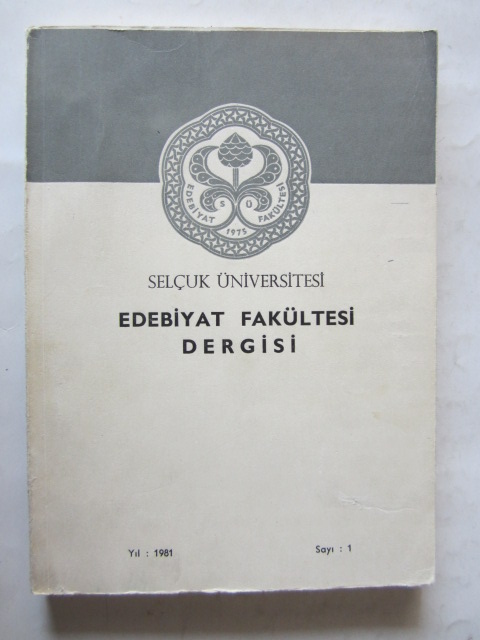 EDEBİYAT S Ü FAKÜLTESİ
1975
SELÇUK ÜNİVERSİTESİ
EDEBİYAT FAKÜLTESİ
DERGİSİ
Yıl : 1981 Sayı : 1